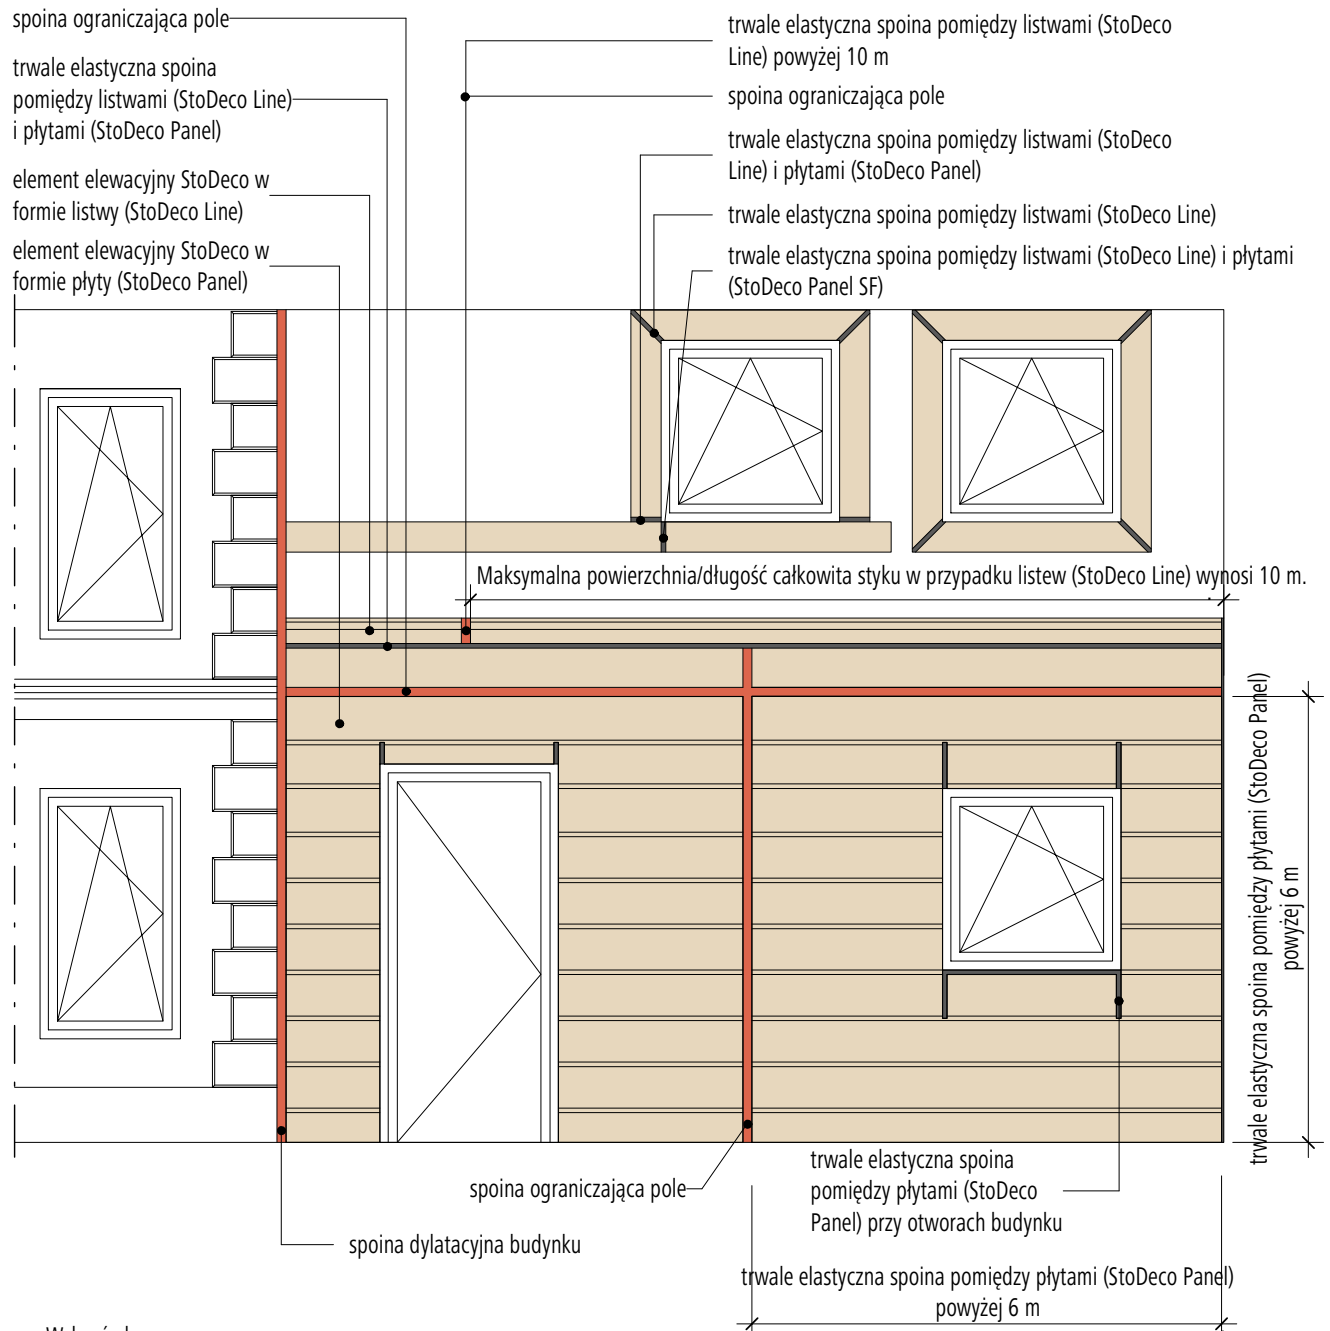 spoina ograniczająca pole
trwale elastyczna spoina
pomiędzy listwami (StoDeco Line)
i płytami (StoDeco Panel)
element elewacyjny StoDeco w
formie listwy (StoDeco Line)
element elewacyjny StoDeco w
formie płyty (StoDeco Panel)
trwale elastyczna spoina pomiędzy listwami (StoDeco
Line) powyżej 10 m
spoina ograniczająca pole
trwale elastyczna spoina pomiędzy listwami (StoDeco
Line) i płytami (StoDeco Panel)
trwale elastyczna spoina pomiędzy listwami (StoDeco Line)
trwale elastyczna spoina pomiędzy listwami (StoDeco Line) i płytami
(StoDeco Panel SF)
Maksymalna powierzchnia/długość całkowita styku w przypadku listew (StoDeco Line) wynosi 10 m.
trwale elastyczna spoina pomiędzy płytami (StoDeco Panel)
powyżej 6 m
trwale elastyczna spoina
pomiędzy płytami (StoDeco
Panel) przy otworach budynku
spoina ograniczająca pole
spoina dylatacyjna budynku
trwale elastyczna spoina pomiędzy płytami (StoDeco Panel)
powyżej 6 m